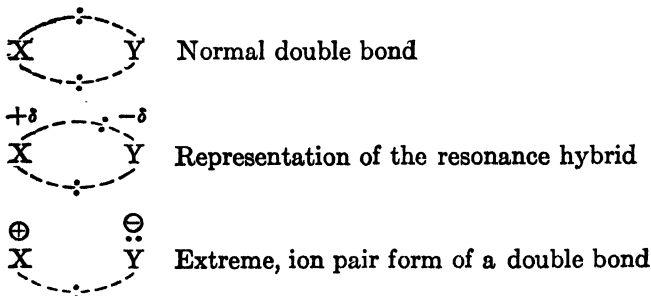 X Y Normal double bond
+δ −δ
X Y Representation of the resonance hybrid
⊕ ⊖
X Y Extreme, ion pair form of a double bond